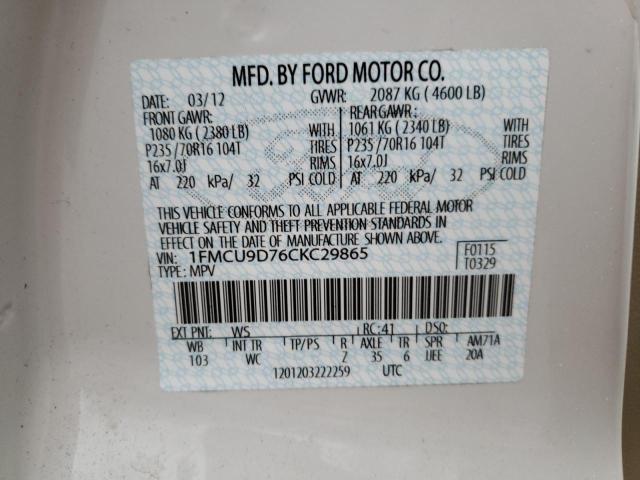 MFD. BY FORD MOTOR CO.
DATE: 03/12 GVWR: 2087 KG ( 4600 LB)
FRONT GAWR: REAR GAWR:
1080 KG ( 2380 LB) WITH 1061 KG ( 2340 LB) WITH
P235 /70R16 104T TIRES P235 /70R16 104T TIRES
16x7.0J RIMS 16x7.0J RIMS
AT 220 kPa/ 32 PSI COLD AT 220 kPa/ 32 PSI COLD
THIS VEHICLE CONFORMS TO ALL APPLICABLE FEDERAL MOTOR
VEHICLE SAFETY AND THEFT PREVENTION STANDARDS IN
EFFECT ON THE DATE OF MANUFACTURE SHOWN ABOVE.
VIN: 1FMCU9D76CKC29865 F0115
TYPE: MPV T0329
EXT PNT: WS RC: 41 DSO:
WB INT TR TP/PS R AXLE TR SPR AM71A
103 WC 2 35 6 UEE 20A
1201203222259 UTC